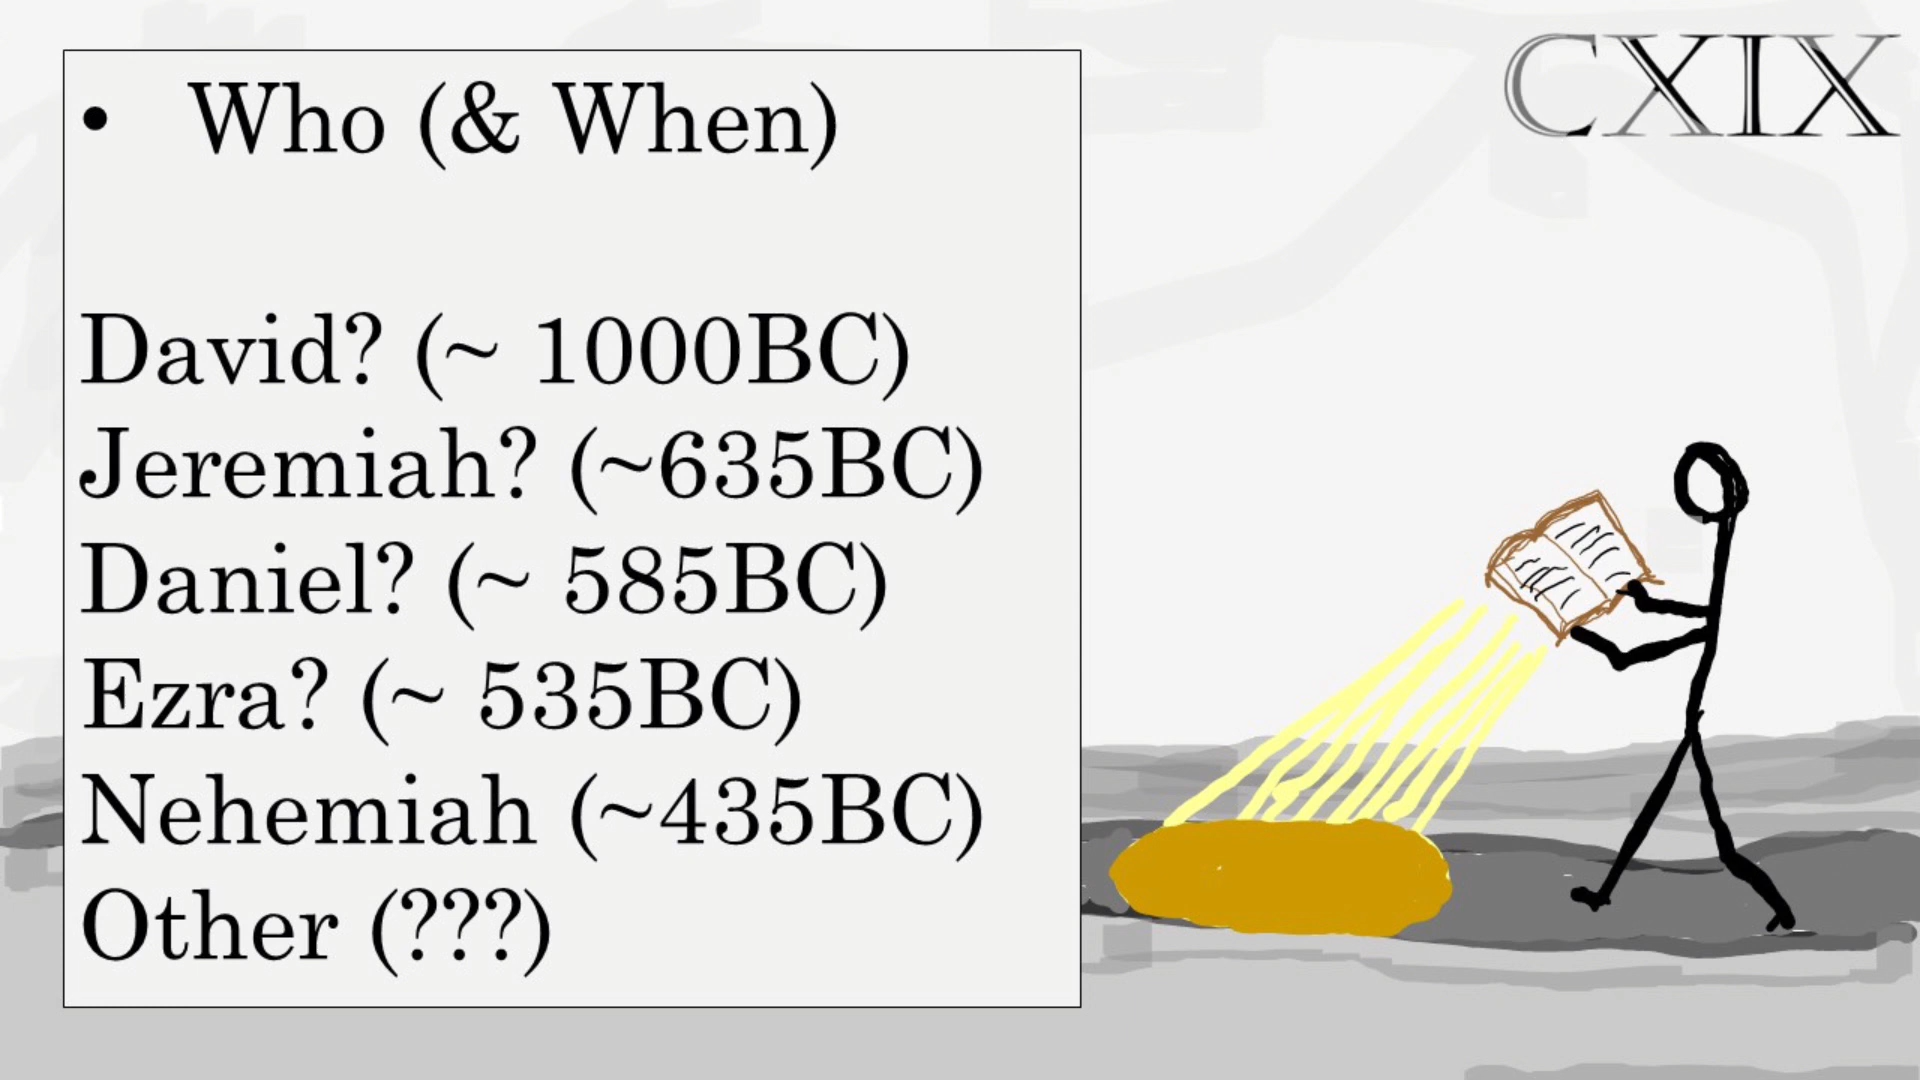 CXIX
• Who (& When)
David? (~ 1000BC)
Jeremiah? (~635BC)
Daniel? (~ 585BC)
Ezra? (~ 535BC)
Nehemiah (~435BC)
Other (???)